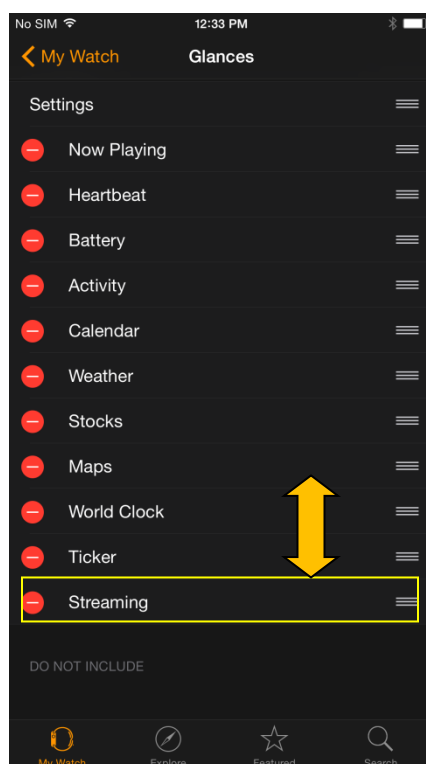 No SIM 12:33 PM
My Watch Glances
Settings
Now Playing
Heartbeat
Battery
Activity
Calendar
Weather
Stocks
Maps
World Clock
Ticker
Streaming
DO NOT INCLUDE
My Watch Explore Featured Search